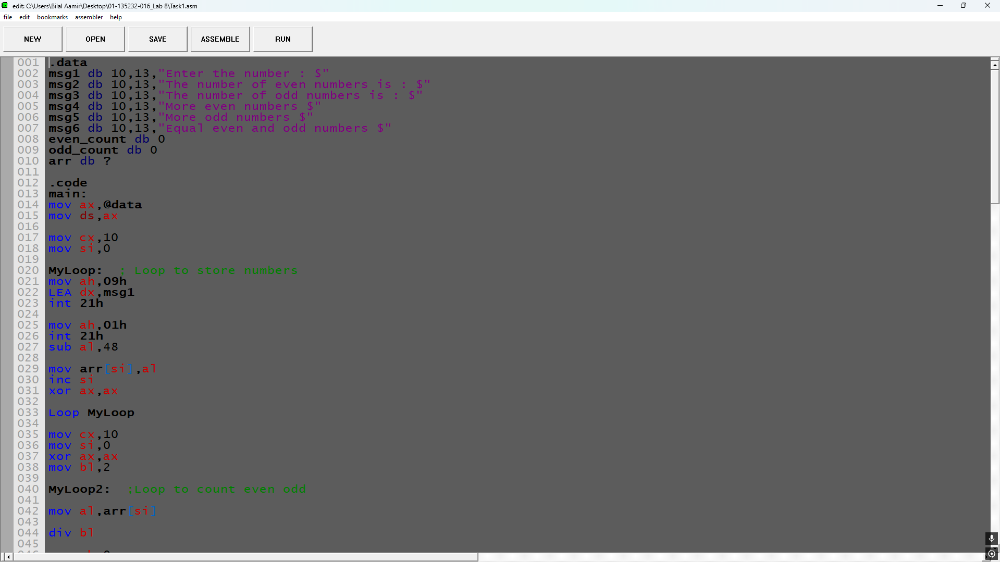 edit: C:\Users\Bilal Aamir\Desktop\01-135232-016_Lab 8\Task1.asm
file edit bookmarks assembler help
NEW OPEN SAVE ASSEMBLE RUN
001 .data
002 msg1 db 10,13,"Enter the number : $"
003 msg2 db 10,13,"The number of even numbers is : $"
004 msg3 db 10,13,"The number of odd numbers is : $"
005 msg4 db 10,13,"More even numbers $"
006 msg5 db 10,13,"More odd numbers $"
007 msg6 db 10,13,"Equal even and odd numbers $"
008 even_count db 0
009 odd_count db 0
010 arr db ?
011
012 .code
013 main:
014 mov ax,@data
015 mov ds,ax
016
017 mov cx,10
018 mov si,0
019
020 MyLoop: ; Loop to store numbers
021 mov ah,09h
022 LEA dx,msg1
023 int 21h
024
025 mov ah,01h
026 int 21h
027 sub al,48
028
029 mov arr[si],al
030 inc si
031 xor ax,ax
032
033 Loop MyLoop
034
035 mov cx,10
036 mov si,0
037 xor ax,ax
038 mov bl,2
039
040 MyLoop2: ;Loop to count even odd
041
042 mov al,arr[si]
043
044 div bl
045